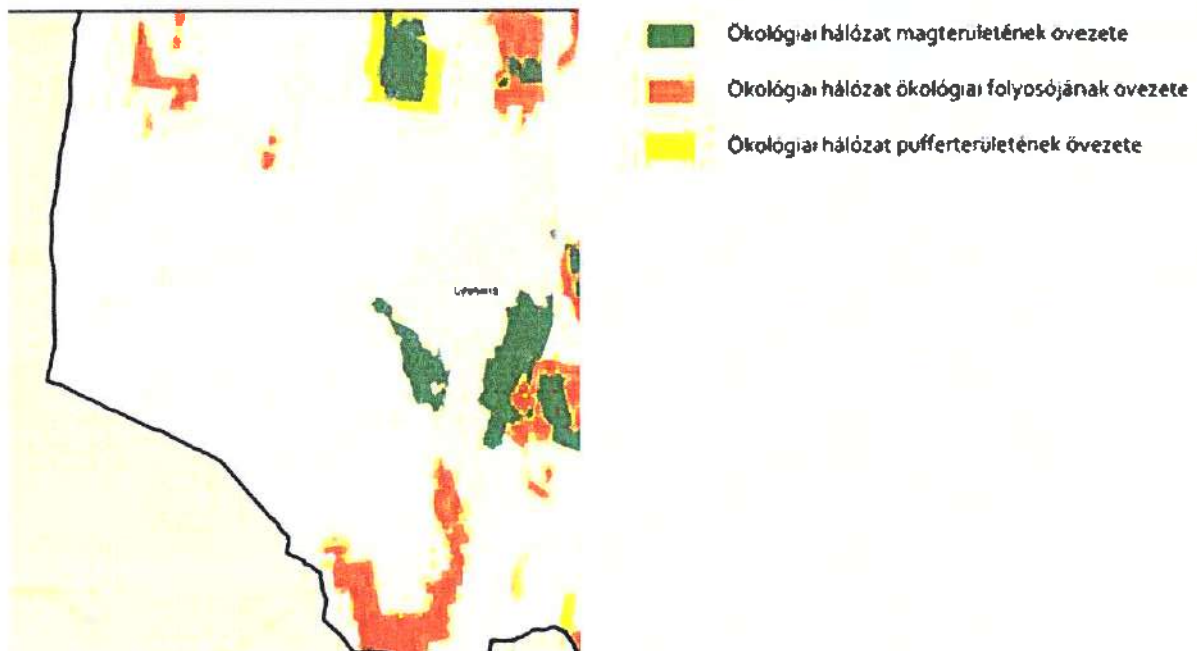 Ökológiai hálózat magterületének övezete
Ökológiai hálózat ökológiai folyosójának övezete
Ökológiai hálózat pufferterületének övezete